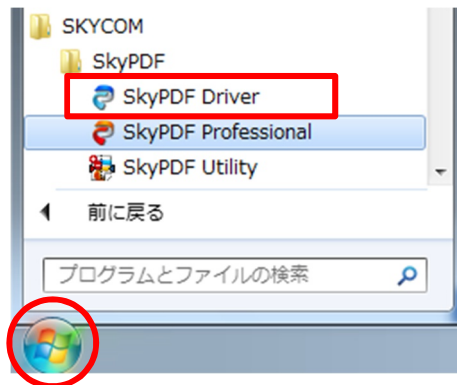 SKYCOM
SkyPDF
SkyPDF Driver
SkyPDF Professional
SkyPDF Utility
前に戻る
プログラムとファイルの検索